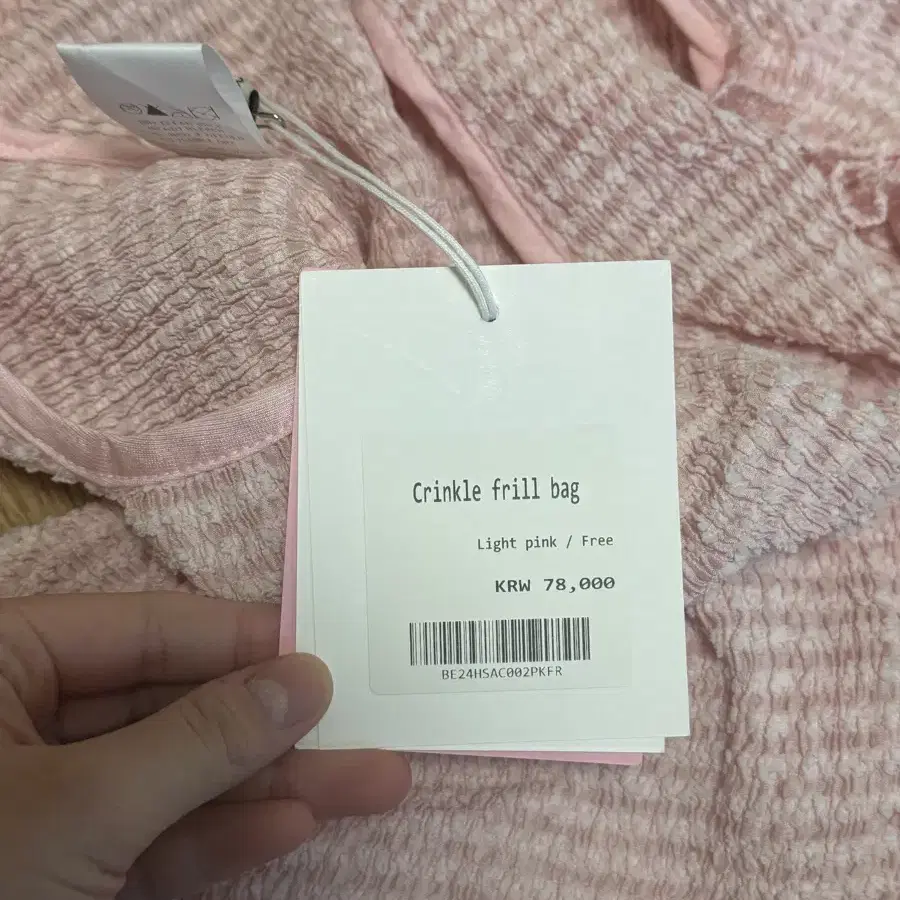 Crinkle frill bag
Light pink / Free
KRW 78,000
BE24HSAC002PKFR